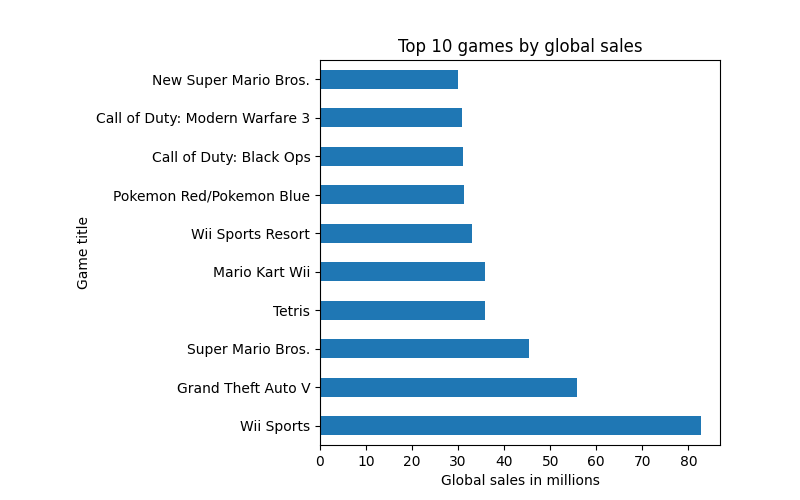 Top 10 games by global sales
New Super Mario Bros.
Call of Duty: Modern Warfare 3
Call of Duty: Black Ops
Pokemon Red/Pokemon Blue
Wii Sports Resort
Mario Kart Wii
Tetris
Super Mario Bros.
Grand Theft Auto V
Wii Sports
Game title
0 10 20 30 40 50 60 70 80
Global sales in millions